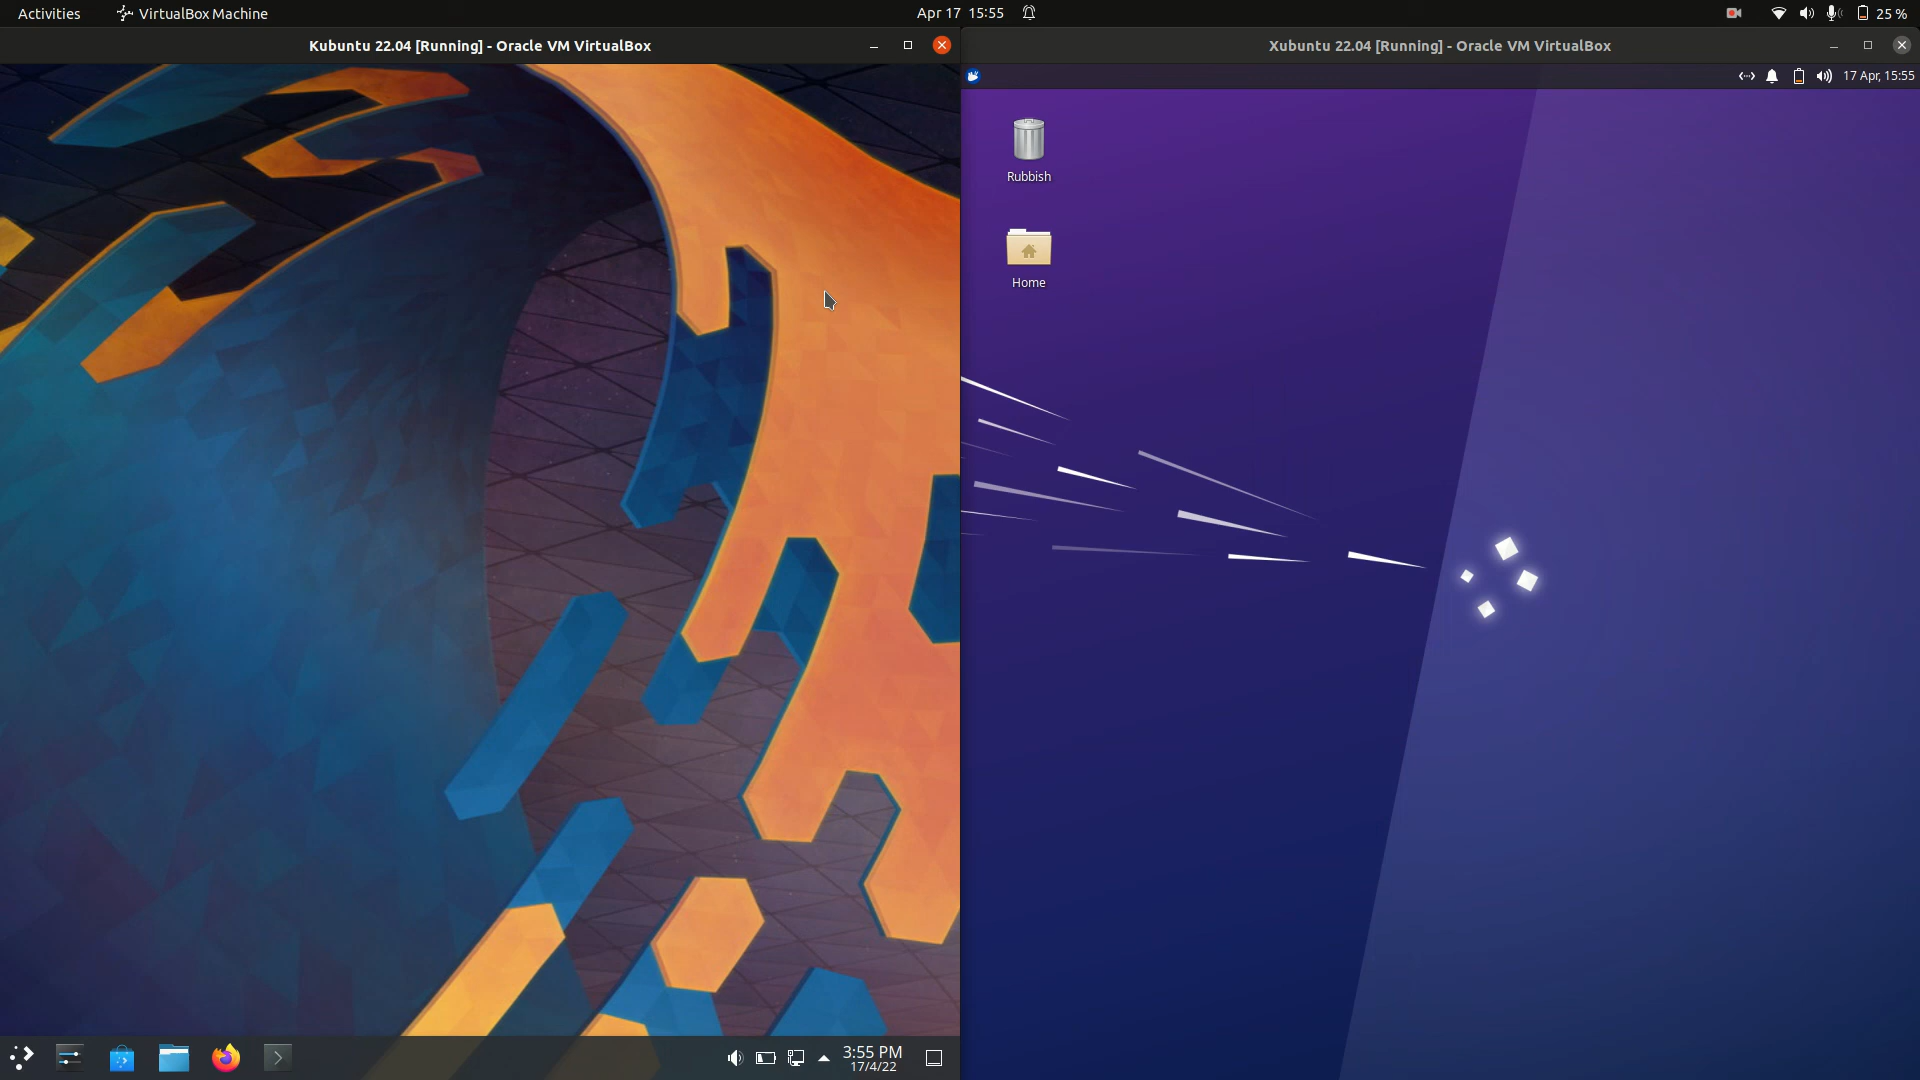 Activities
VirtualBox Machine
Apr 17 15:55
25 %
Kubuntu 22.04 [Running] - Oracle VM VirtualBox
Xubuntu 22.04 [Running] - Oracle VM VirtualBox
17 Apr, 15:55
Rubbish
Home
3:55 PM
17/4/22